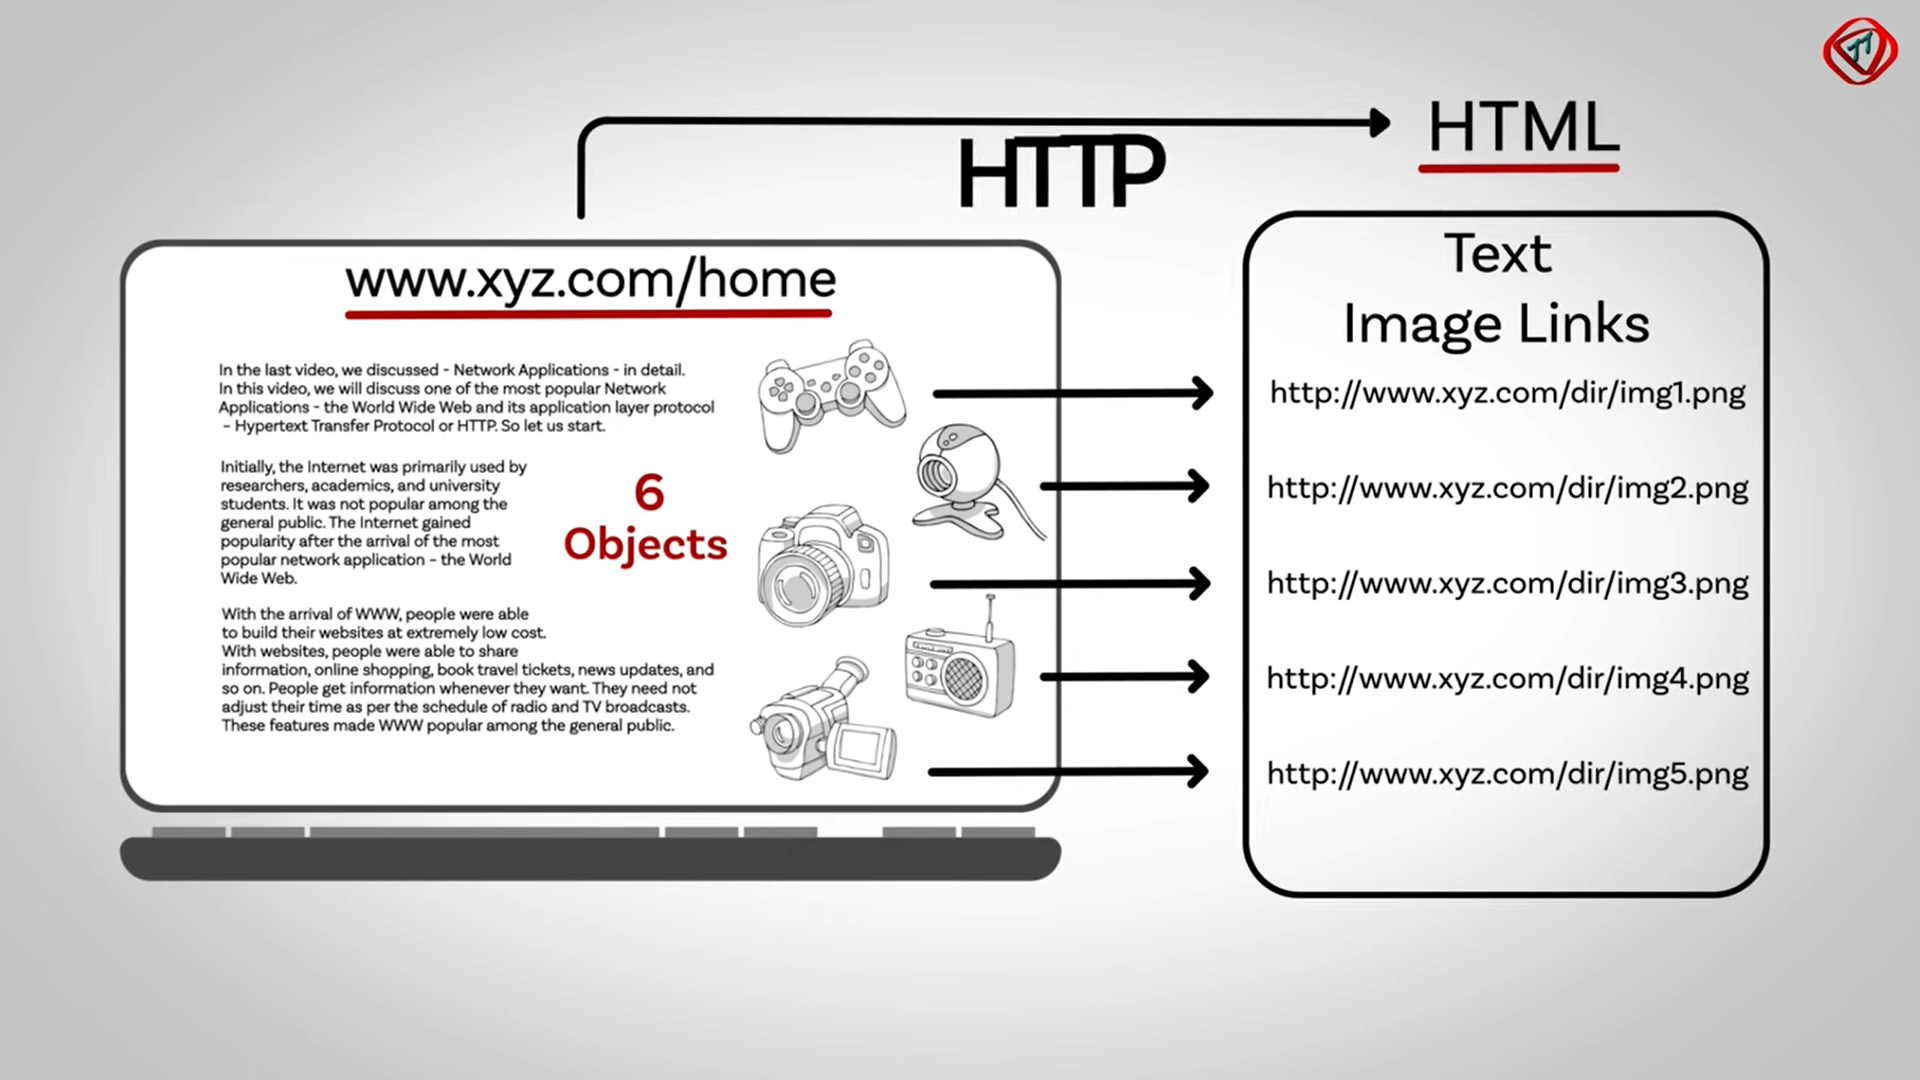 HTML
HTTP
www.xyz.com/home
In the last video, we discussed - Network Applications - in detail.
In this video, we will discuss one of the most popular Network
Applications - the World Wide Web and its application layer protocol
– Hypertext Transfer Protocol or HTTP. So let us start.
Initially, the Internet was primarily used by
researchers, academics, and university
students. It was not popular among the
general public. The Internet gained
popularity after the arrival of the most
popular network application – the World
Wide Web.
6
Objects
With the arrival of WWW, people were able
to build their websites at extremely low cost.
With websites, people were able to share
information, online shopping, book travel tickets, news updates, and
so on. People get information whenever they want. They need not
adjust their time as per the schedule of radio and TV broadcasts.
These features made WWW popular among the general public.
Text
Image Links
http://www.xyz.com/dir/img1.png
http://www.xyz.com/dir/img2.png
http://www.xyz.com/dir/img3.png
http://www.xyz.com/dir/img4.png
http://www.xyz.com/dir/img5.png